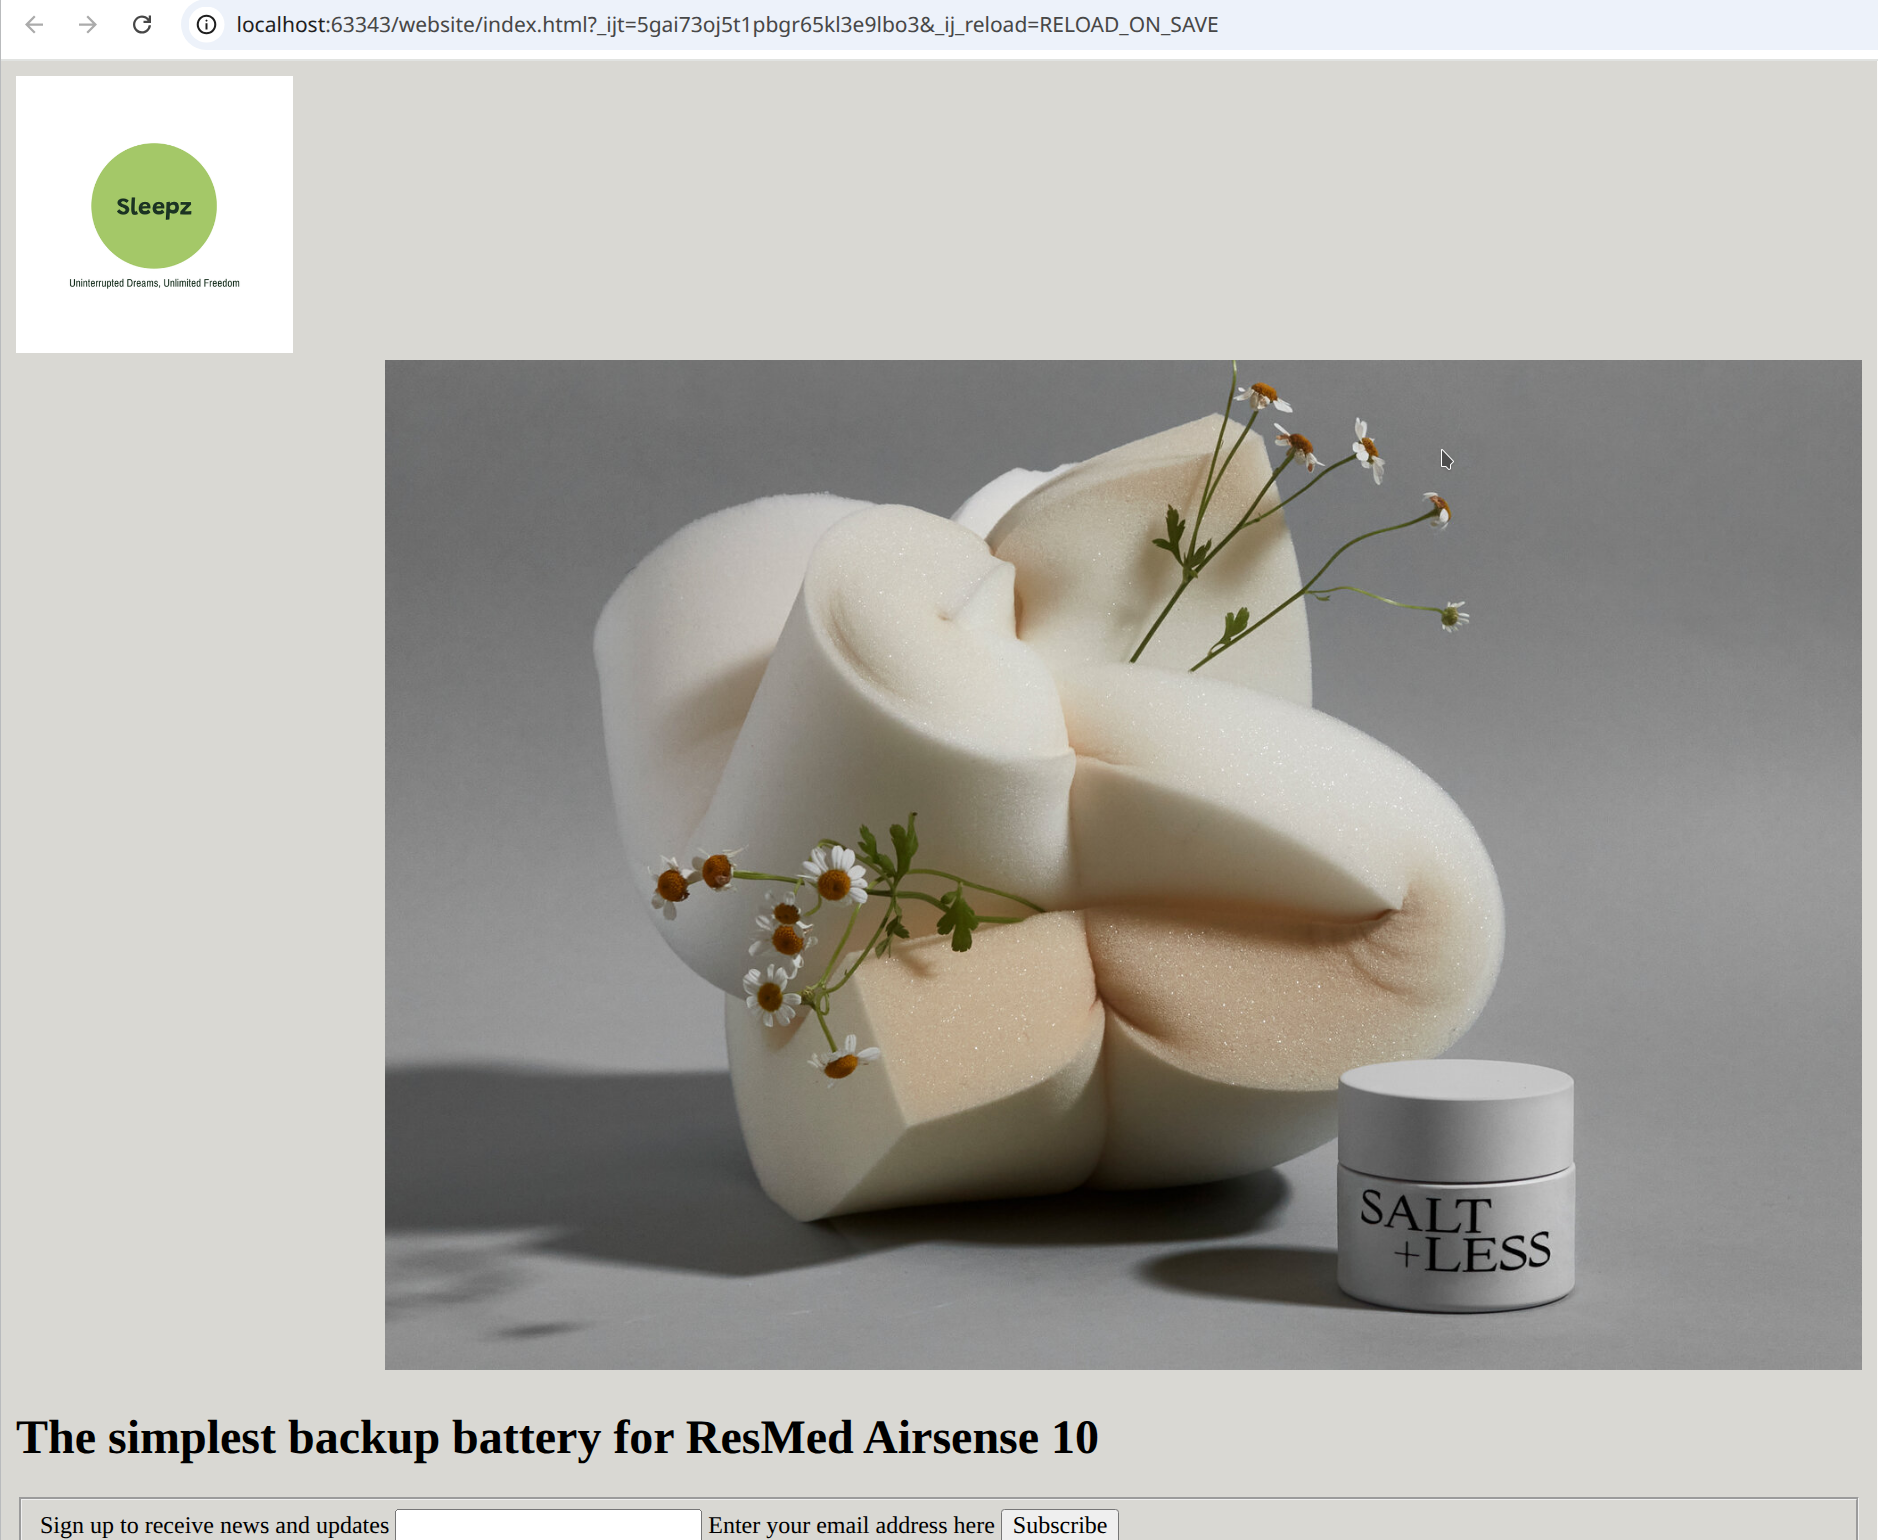 localhost:63343/website/index.html?_ijt=5gai73oj5t1pbgr65kl3e9lbo3&_ij_reload=RELOAD_ON_SAVE
Sleepz
Uninterrupted Dreams, Unlimited Freedom
SALT
+LESS
The simplest backup battery for ResMed Airsense 10
Sign up to receive news and updates Enter your email address here Subscribe